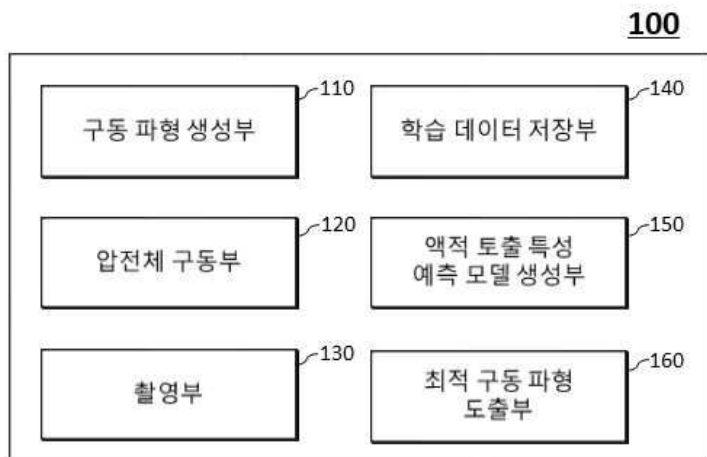 100
구동 파형 생성부
110
학습 데이터 저장부
140
압전체 구동부
120
액적 토출 특성
예측 모델 생성부
150
촬영부
130
최적 구동 파형
도출부
160